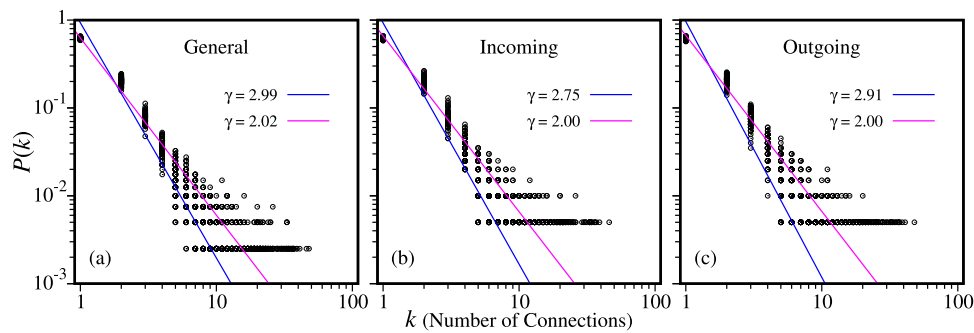 1
10⁻¹
10⁻²
10⁻³
P(k)
General
γ = 2.99
γ = 2.02
(a)
1 10 100
Incoming
γ = 2.75
γ = 2.00
(b)
1 10 100
Outgoing
γ = 2.91
γ = 2.00
(c)
1 10 100
k (Number of Connections)